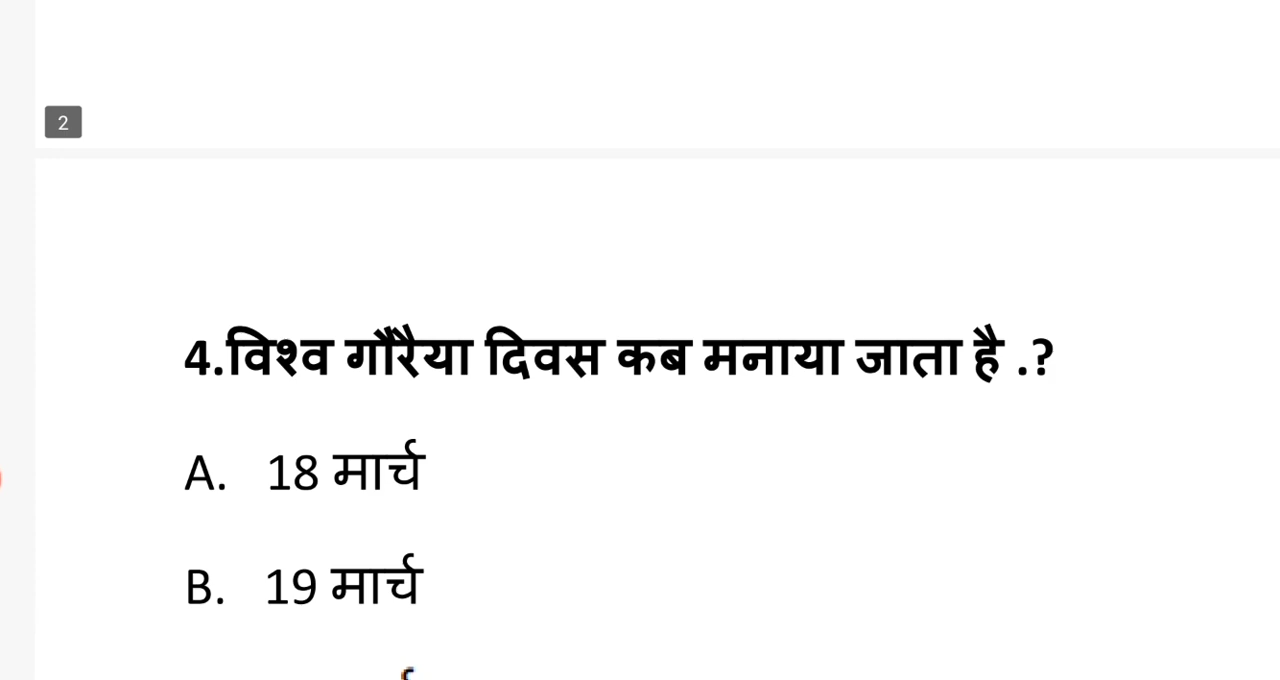 2
4.विश्व गौरैया दिवस कब मनाया जाता है .?
A. 18 मार्च
B. 19 मार्च